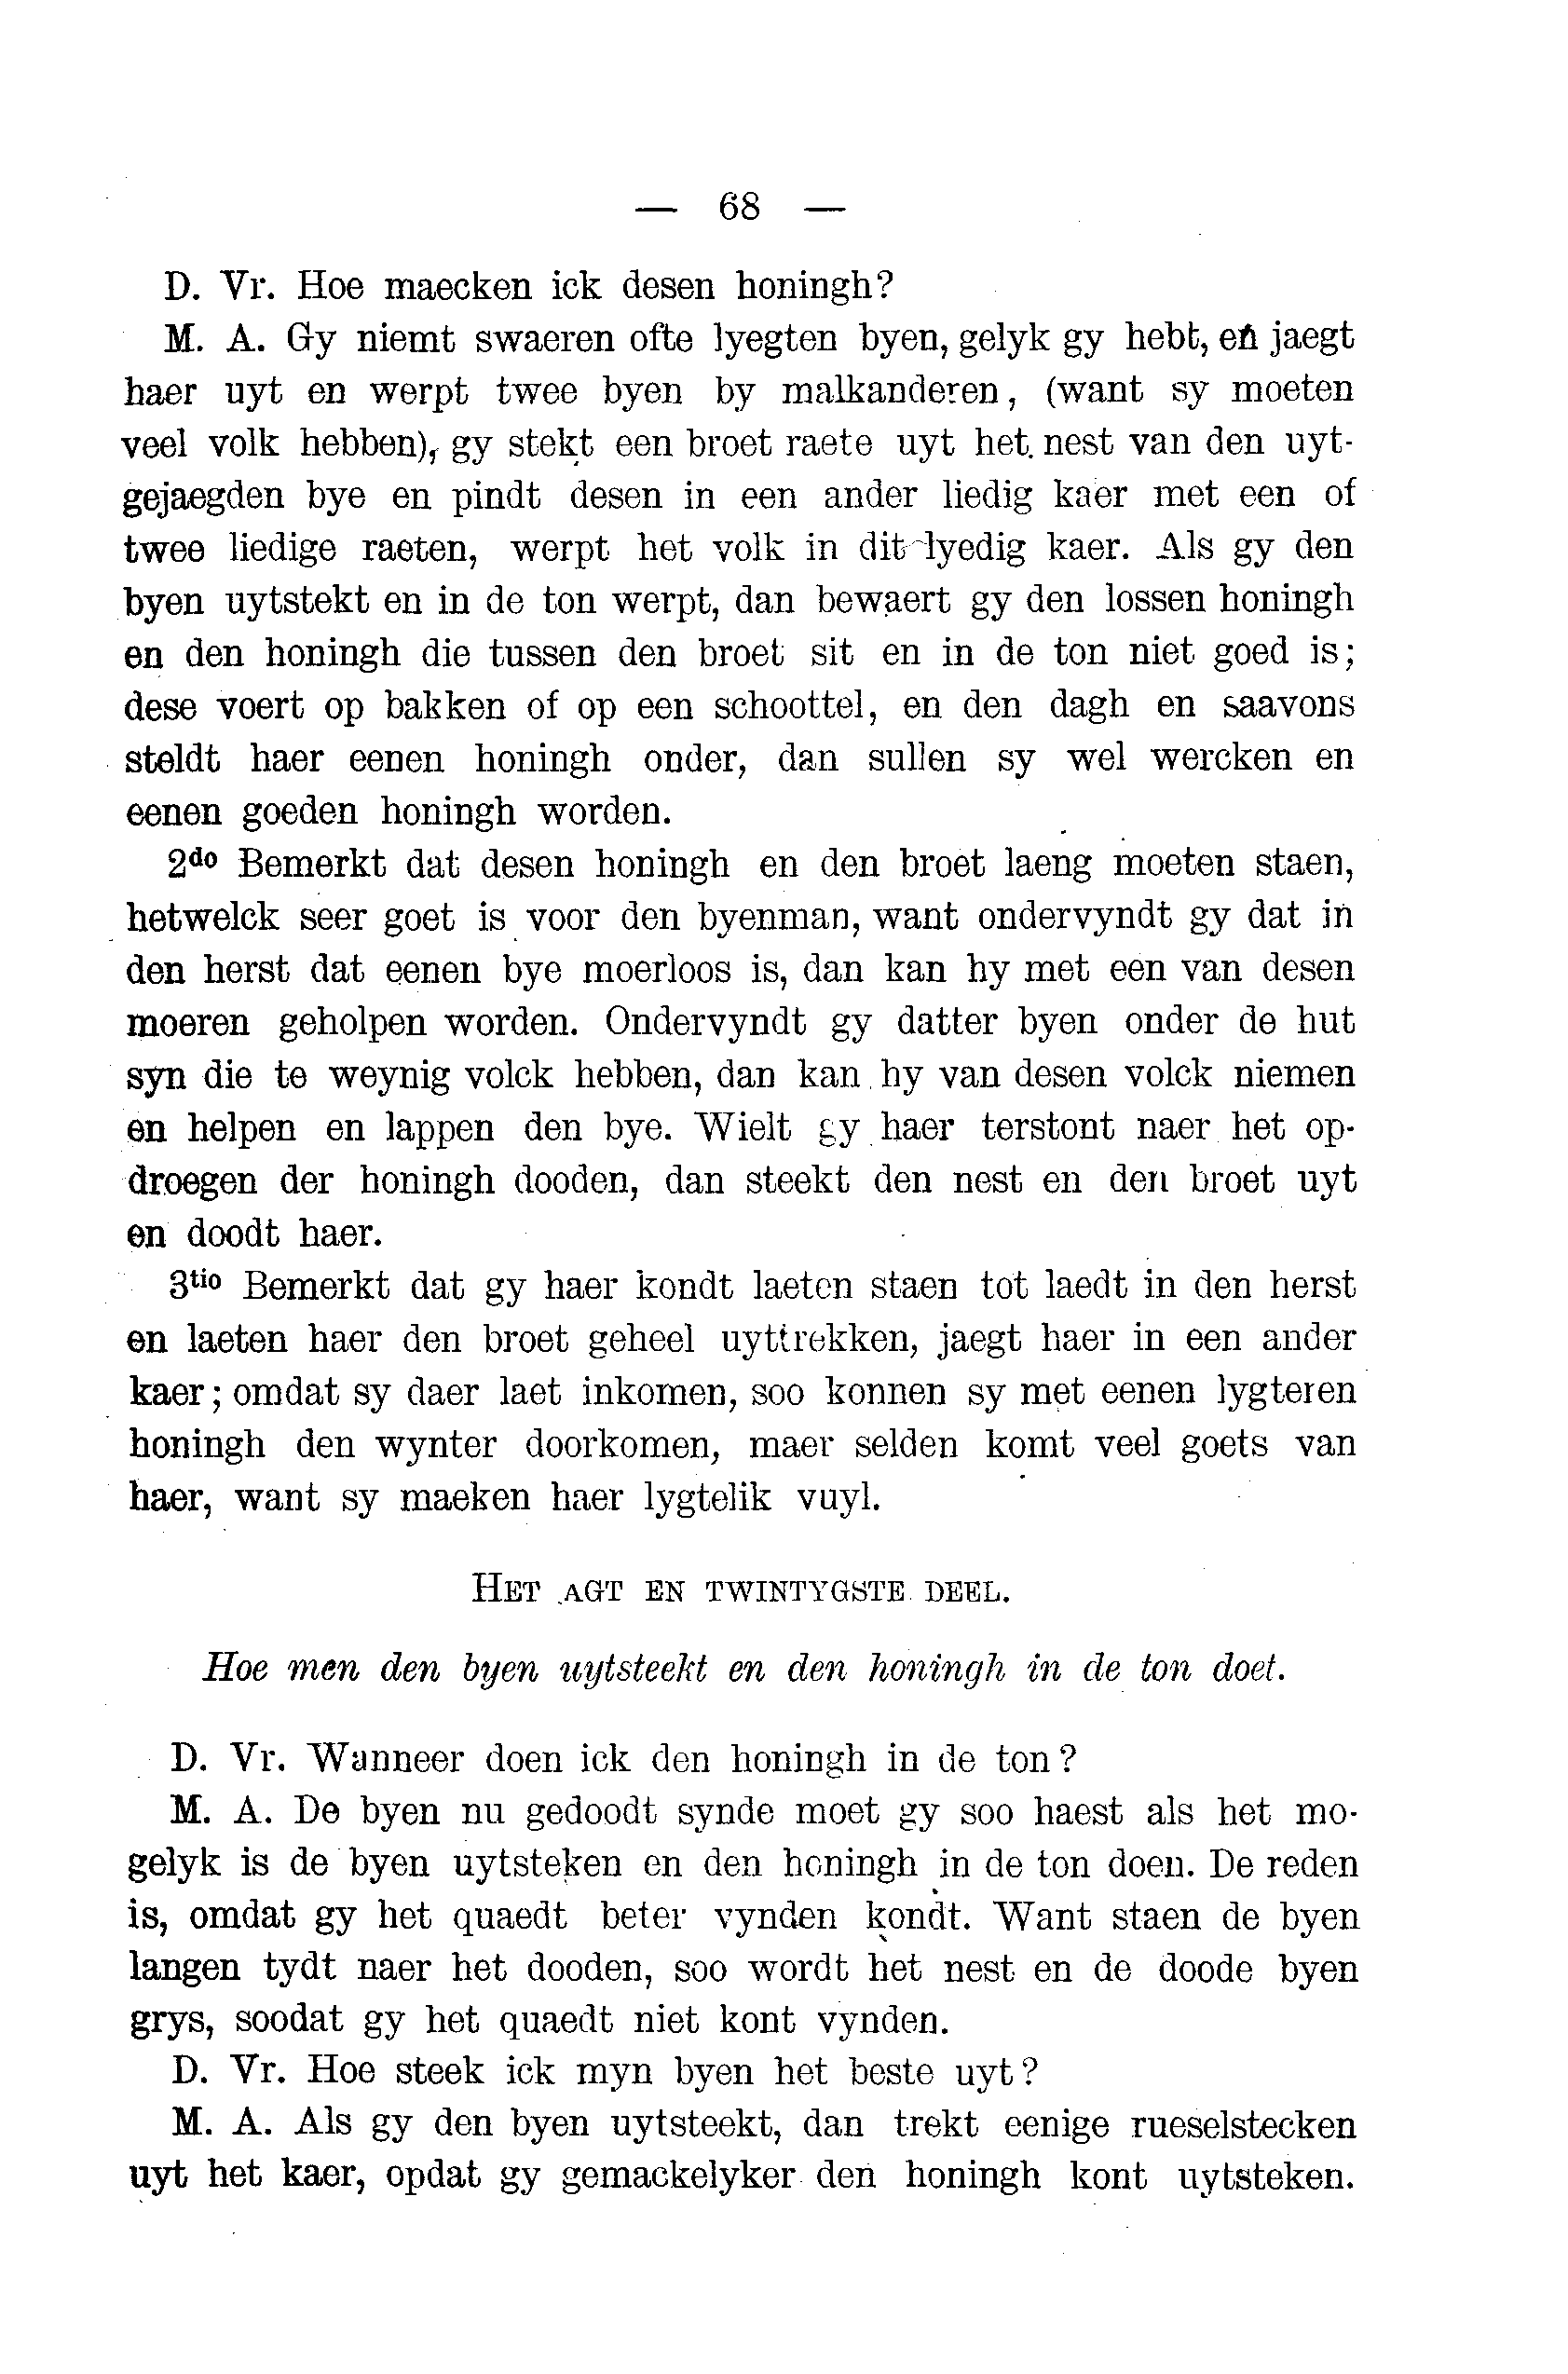 — 68 —
D. Vr. Hoe maecken ick desen honingh?
M. A. Gy niemt swaeren ofte lyegten byen, gelyk gy hebt, en jaegt
haer uyt en werpt twee byen by malkanderen, (want sy moeten
veel volk hebben), gy stekt een broet raete uyt het nest van den uyt-
gejaegden bye en pindt desen in een ander liedig kaer met een of
twee liedige raeten, werpt het volk in dit lyedig kaer. Als gy den
byen uytstekt en in de ton werpt, dan bewaert gy den lossen honingh
en den honingh die tussen den broet sit en in de ton niet goed is;
dese voert op bakken of op een schoottel, en den dagh en saavons
steldt haer eenen honingh onder, dan sullen sy wel wercken en
eenen goeden honingh worden.
2do Bemerkt dat desen honingh en den broet laeng moeten staen,
hetwelck seer goet is voor den byenman, want ondervyndt gy dat in
den herst dat eenen bye moerloos is, dan kan hy met een van desen
moeren geholpen worden. Ondervyndt gy datter byen onder de hut
syn die te weynig volck hebben, dan kan hy van desen volck niemen
en helpen en lappen den bye. Wielt gy haer terstont naer het op-
droegen der honingh dooden, dan steekt den nest en den broet uyt
en doodt haer.
3tio Bemerkt dat gy haer kondt laeten staen tot laedt in den herst
en laeten haer den broet geheel uyttrekken, jaegt haer in een ander
kaer; omdat sy daer laet inkomen, soo konnen sy met eenen lygteren
honingh den wynter doorkomen, maer selden komt veel goets van
haer, want sy maeken haer lygtelik vuyl.
HET AGT EN TWINTYGSTE DEEL.
Hoe men den byen uytsteekt en den honingh in de ton doet.
D. Vr. Wanneer doen ick den honingh in de ton?
M. A. De byen nu gedoodt synde moet gy soo haest als het mo-
gelyk is de byen uytsteken en den honingh in de ton doen. De reden
is, omdat gy het quaedt beter vynden kondt. Want staen de byen
langen tydt naer het dooden, soo wordt het nest en de doode byen
grys, soodat gy het quaedt niet kont vynden.
D. Vr. Hoe steek ick myn byen het beste uyt?
M. A. Als gy den byen uytsteekt, dan trekt eenige rueselstecken
uyt het kaer, opdat gy gemackelyker den honingh kont uytsteken.